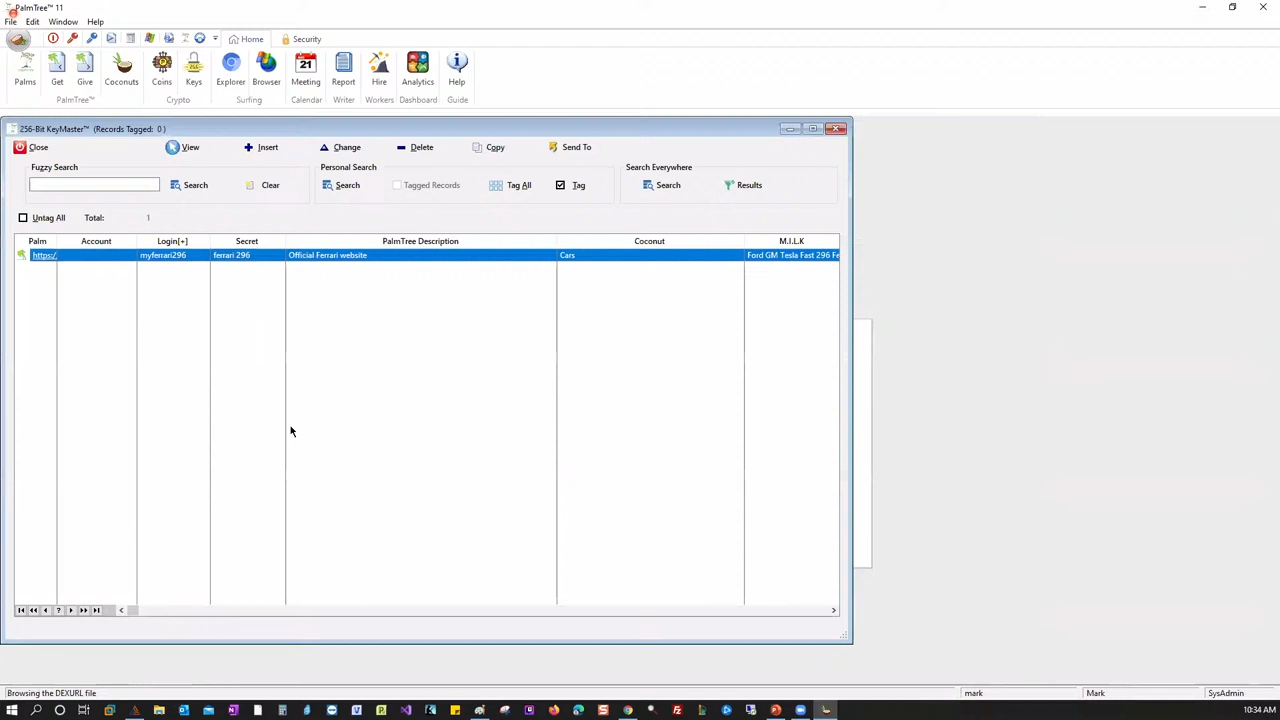 PalmTree™ 11
File Edit Window Help
Home Security
Palms Get Give Coconuts Coins Keys Explorer Browser Meeting Report Hire Analytics Help
21
PalmTree™ Crypto Surfing Calendar Writer Workers Dashboard Guide
256-Bit KeyMaster™ (Records Tagged: 0 )
Close View Insert Change Delete Copy Send To
Fuzzy Search Personal Search Search Everywhere
Search Clear Search Tagged Records Tag All Tag Search Results
Untag All Total: 1
Palm Account Login[+] Secret PalmTree Description Coconut M.I.L.K
https:/ myferrari296 ferrari 296 Official Ferrari website Cars Ford GM Tesla Fast 296 Fe
Browsing the DEXURL file mark Mark SysAdmin
10:34 AM